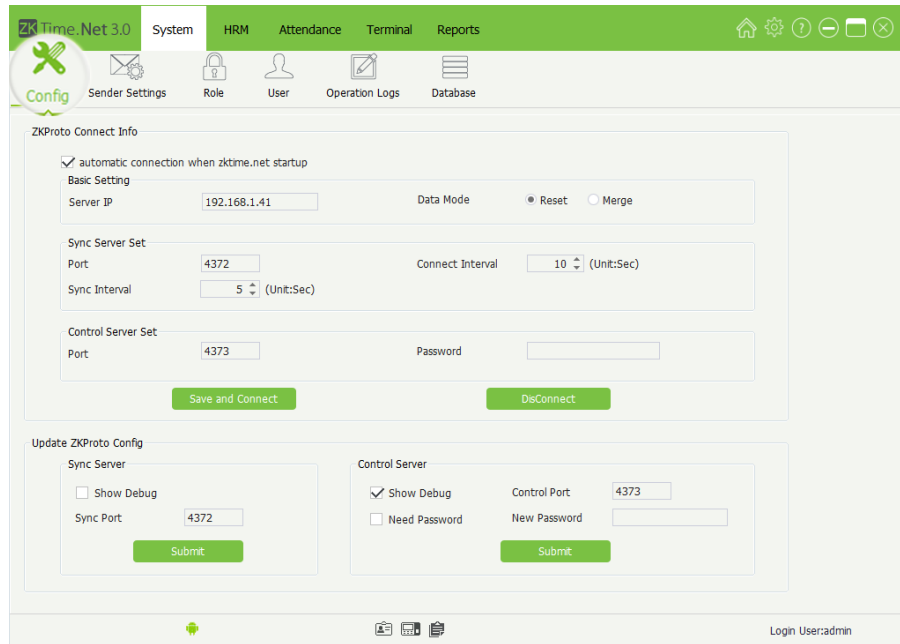 ZK Time.Net 3.0 System HRM Attendance Terminal Reports
Config Sender Settings Role User Operation Logs Database
ZKProto Connect Info
automatic connection when zktime.net startup
Basic Setting
Server IP 192.168.1.41 Data Mode Reset Merge
Sync Server Set
Port 4372 Connect Interval 10 (Unit:Sec)
Sync Interval 5 (Unit:Sec)
Control Server Set
Port 4373 Password
Save and Connect DisConnect
Update ZKProto Config
Sync Server Control Server
Show Debug Show Debug Control Port 4373
Sync Port 4372 Need Password New Password
Submit Submit
Login User:admin